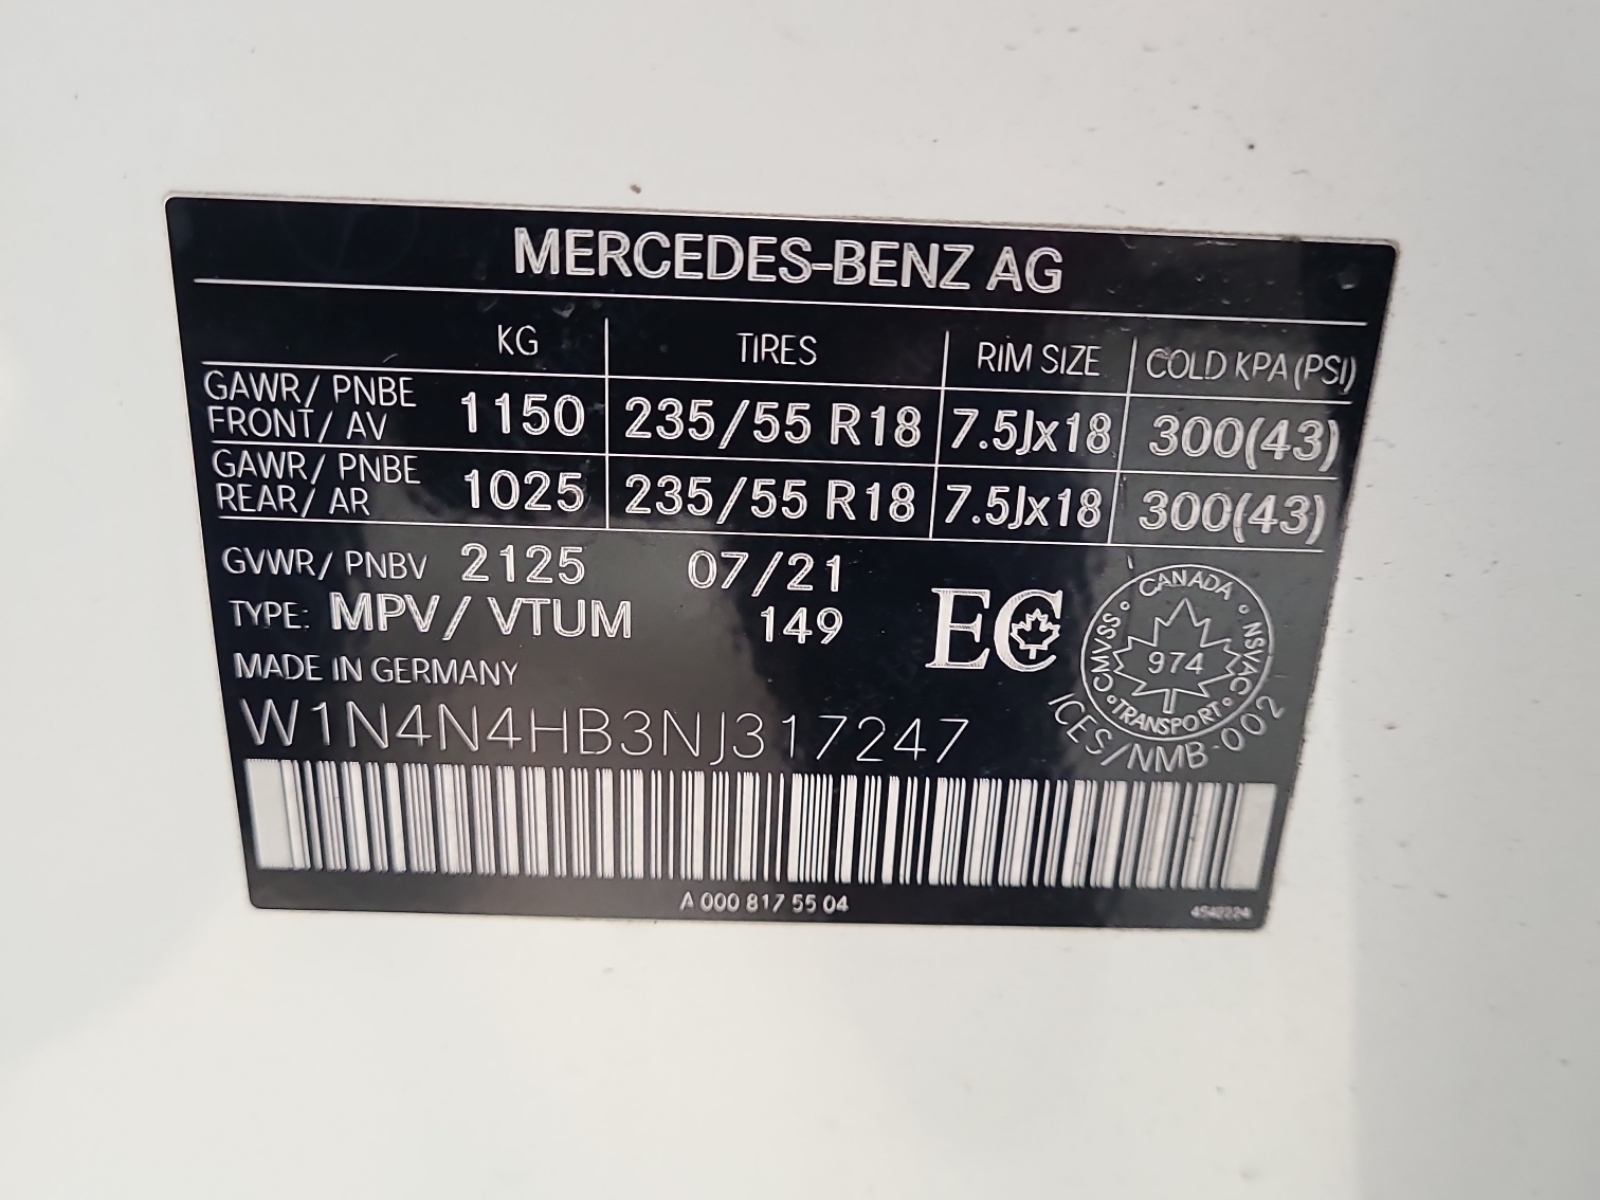 MERCEDES-BENZ AG
KG TIRES RIM SIZE COLD KPA (PSI)
GAWR/ PNBE
FRONT/ AV 1150 235/55 R18 7.5Jx18 300(43)
GAWR/ PNBE
REAR/ AR 1025 235/55 R18 7.5Jx18 300(43)
GVWR/ PNBV 2125 07/21
TYPE: MPV/ VTUM 149
EC
CANADA
CMVSS NSVAC
974
TRANSPORT
ICES/NMB-002
MADE IN GERMANY
W1N4N4HB3NJ317247
A 000 817 55 04
4542224